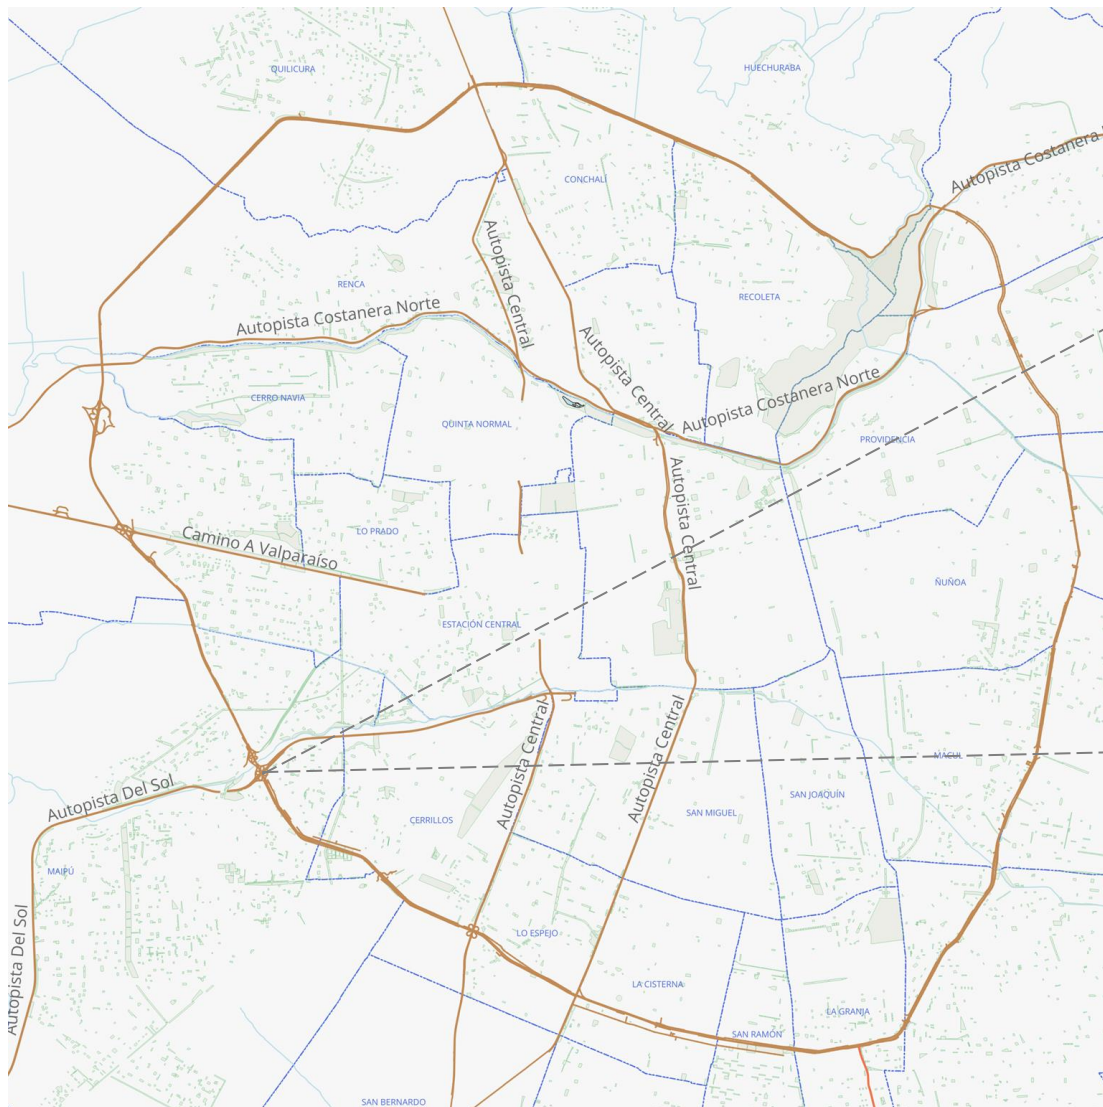 QUILICURA
HUECHURABA
Autopista Costanera
CONCHALÍ
Autopista Central
RENCA
RECOLETA
Autopista Costanera Norte
Autopista Central
Autopista Costanera Norte
CERRO NAVIA
QUINTA NORMAL
PROVIDENCIA
Autopista Central
LO PRADO
Camino A Valparaíso
ÑUÑOA
ESTACIÓN CENTRAL
Autopista Central
Autopista Central
MACUL
Autopista Del Sol
SAN JOAQUÍN
SAN MIGUEL
CERRILLOS
MAIPÚ
Autopista Del Sol
LO ESPEJO
LA CISTERNA
LA GRANJA
SAN RAMÓN
SAN BERNARDO